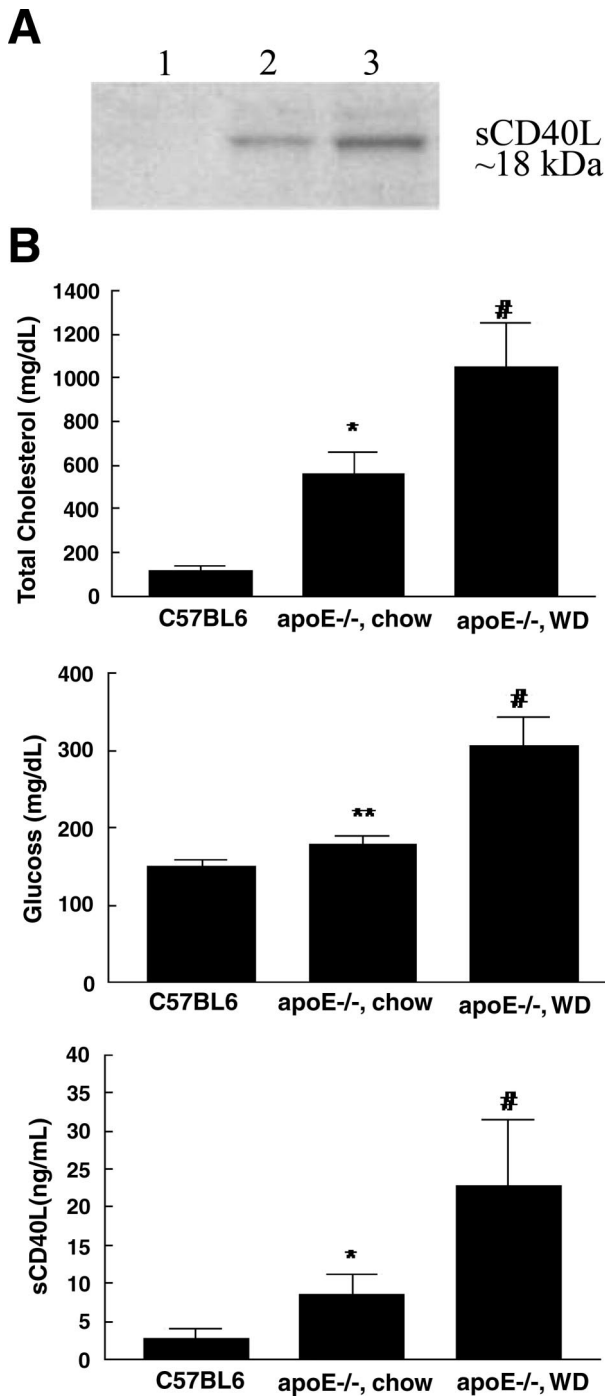 A
1 2 3
sCD40L
~18 kDa
B
Total Cholesterol (mg/dL)
1400
1200
1000
800
600
400
200
0
*
#
C57BL6 apoE-/-, chow apoE-/-, WD
Glucoss (mg/dL)
400
300
200
100
0
**
#
C57BL6 apoE-/-, chow apoE-/-, WD
sCD40L(ng/mL)
40
35
30
25
20
15
10
5
0
*
#
C57BL6 apoE-/-, chow apoE-/-, WD